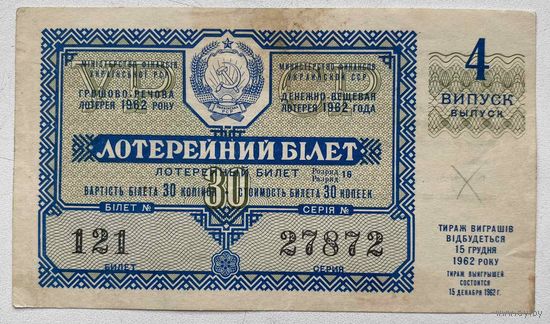 МІНІСТЕРСТВО ФІНАНСІВ
УКРАЇНСЬКОЇ РСР
ГРОШОВО-РЕЧОВА
ЛОТЕРЕЯ 1962 РОКУ
МИНИСТЕРСТВО ФИНАНСОВ
УКРАИНСКОЙ ССР
ДЕНЕЖНО-ВЕЩЕВАЯ
ЛОТЕРЕЯ 1962 ГОДА
4
ВИПУСК
ВЫПУСК
ЛОТЕРЕЙНИЙ БІЛЕТ
ЛОТЕРЕЙНЫЙ БИЛЕТ
Розряд 16
Разряд
ВАРТІСТЬ БІЛЕТА 30 КОПІЙОК
30
СТОИМОСТЬ БИЛЕТА 30 КОПЕЕК
БІЛЕТ №
СЕРІЯ №
121
27872
БИЛЕТ
СЕРИЯ
ТИРАЖ ВИГРАШІВ
ВІДБУДЕТЬСЯ
15 ГРУДНЯ
1962 РОКУ
ТИРАЖ ВЫИГРЫШЕЙ
СОСТОИТСЯ
15 ДЕКАБРЯ 1962 Г.